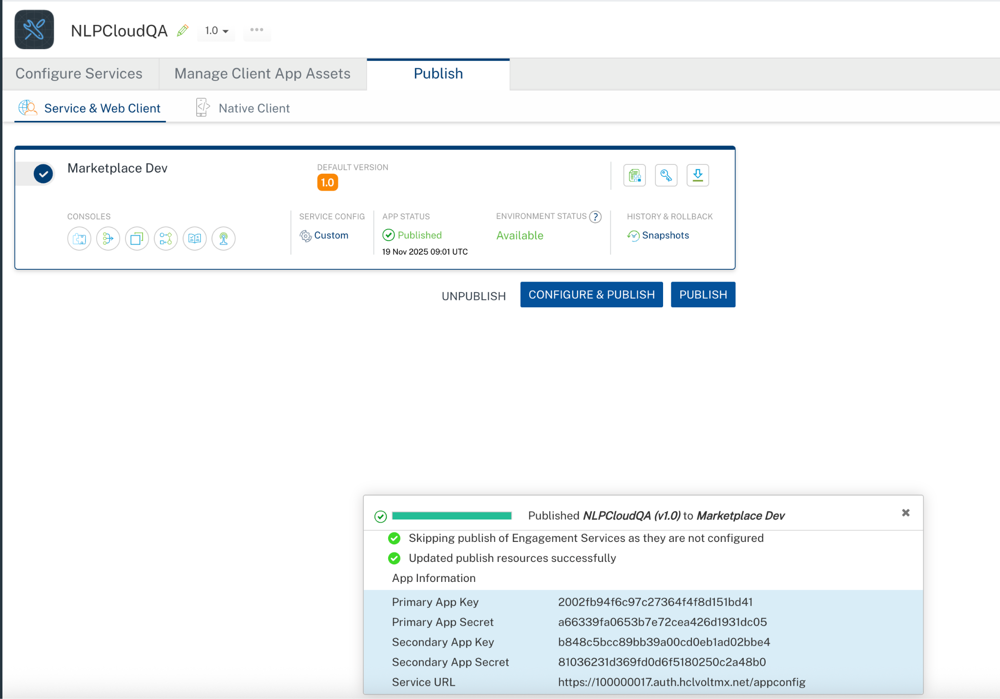 NLPCloudQA 1.0
Configure Services Manage Client App Assets Publish
Service & Web Client Native Client
Marketplace Dev
DEFAULT VERSION
1.0
CONSOLES
SERVICE CONFIG
Custom
APP STATUS
Published
19 Nov 2025 09:01 UTC
ENVIRONMENT STATUS ?
Available
HISTORY & ROLLBACK
Snapshots
UNPUBLISH CONFIGURE & PUBLISH PUBLISH
Published NLPCloudQA (v1.0) to Marketplace Dev
Skipping publish of Engagement Services as they are not configured
Updated publish resources successfully
App Information
Primary App Key 2002fb94f6c97c27364f4f8d151bd41
Primary App Secret a66339fa0653b7e72cea426d1931dc05
Secondary App Key b848c5bcc89bb39a00cd0eb1ad02bbe4
Secondary App Secret 81036231d369fd0d6f5180250c2a48b0
Service URL https://100000017.auth.hclvoltmx.net/appconfig